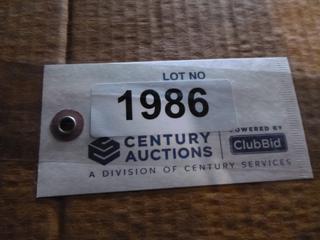 LOT NO
1986
CENTURY AUCTIONS
POWERED BY ClubBid
A DIVISION OF CENTURY SERVICES